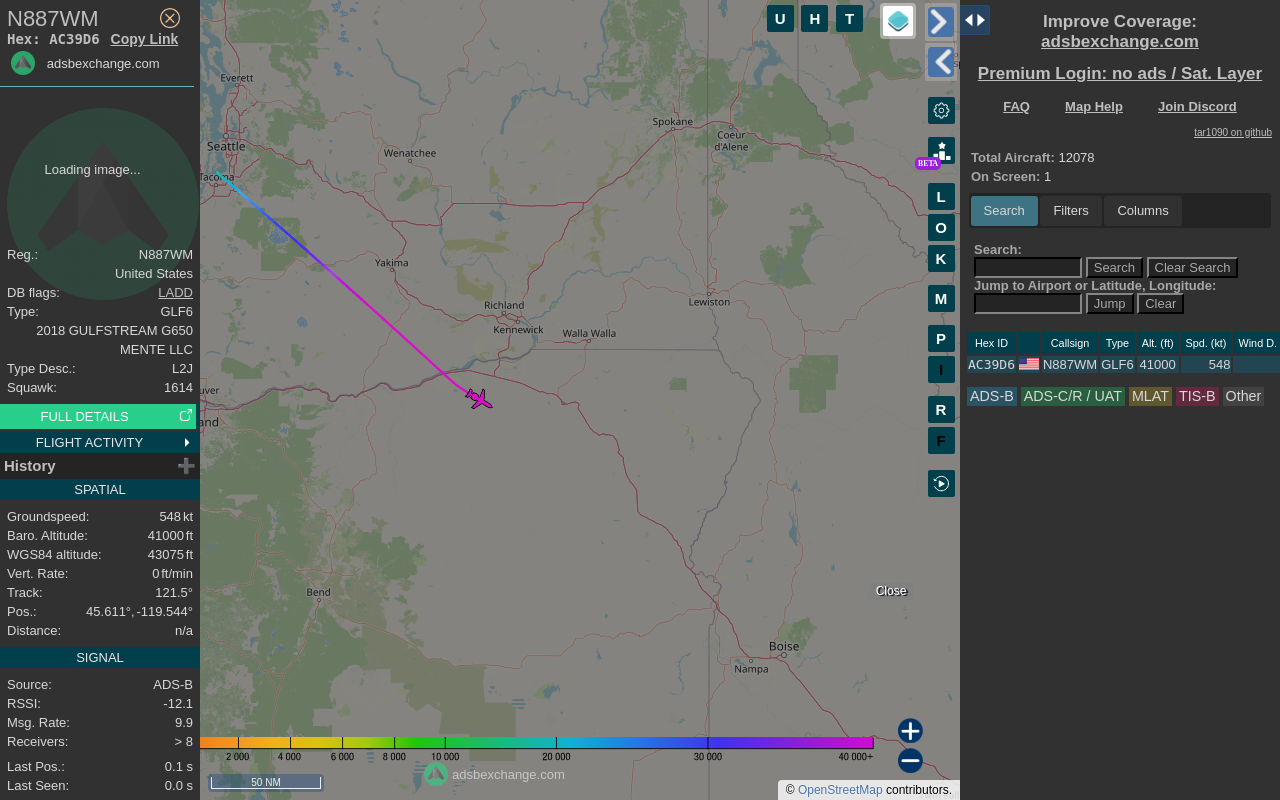 N887WM
Hex: AC39D6 Copy Link
adsbexchange.com
Loading image...
Reg.: N887WM
United States
DB flags: LADD
Type: GLF6
2018 GULFSTREAM G650
MENTE LLC
Type Desc.: L2J
Squawk: 1614
FULL DETAILS
FLIGHT ACTIVITY
History
SPATIAL
Groundspeed: 548 kt
Baro. Altitude: 41000 ft
WGS84 altitude: 43075 ft
Vert. Rate: 0 ft/min
Track: 121.5°
Pos.: 45.611°, -119.544°
Distance: n/a
SIGNAL
Source: ADS-B
RSSI: -12.1
Msg. Rate: 9.9
Receivers: > 8
Last Pos.: 0.1 s
Last Seen: 0.0 s
Everett
Seattle
Tacoma
Wenatchee
Spokane
Coeur
d'Alene
Yakima
Richland
Kennewick
Walla Walla
Lewiston
uver
and
Bend
Boise
Nampa
U H T
BETA
L
O
K
M
P
I
R
F
Close
2 000 4 000 6 000 8 000 10 000 20 000 30 000 40 000+
50 NM
adsbexchange.com
© OpenStreetMap contributors.
Improve Coverage:
adsbexchange.com
Premium Login: no ads / Sat. Layer
FAQ Map Help Join Discord
tar1090 on github
Total Aircraft: 12078
On Screen: 1
Search Filters Columns
Search:
Search Clear Search
Jump to Airport or Latitude, Longitude:
Jump Clear
Hex ID Callsign Type Alt. (ft) Spd. (kt) Wind D.
AC39D6 N887WM GLF6 41000 548
ADS-B ADS-C/R / UAT MLAT TIS-B Other